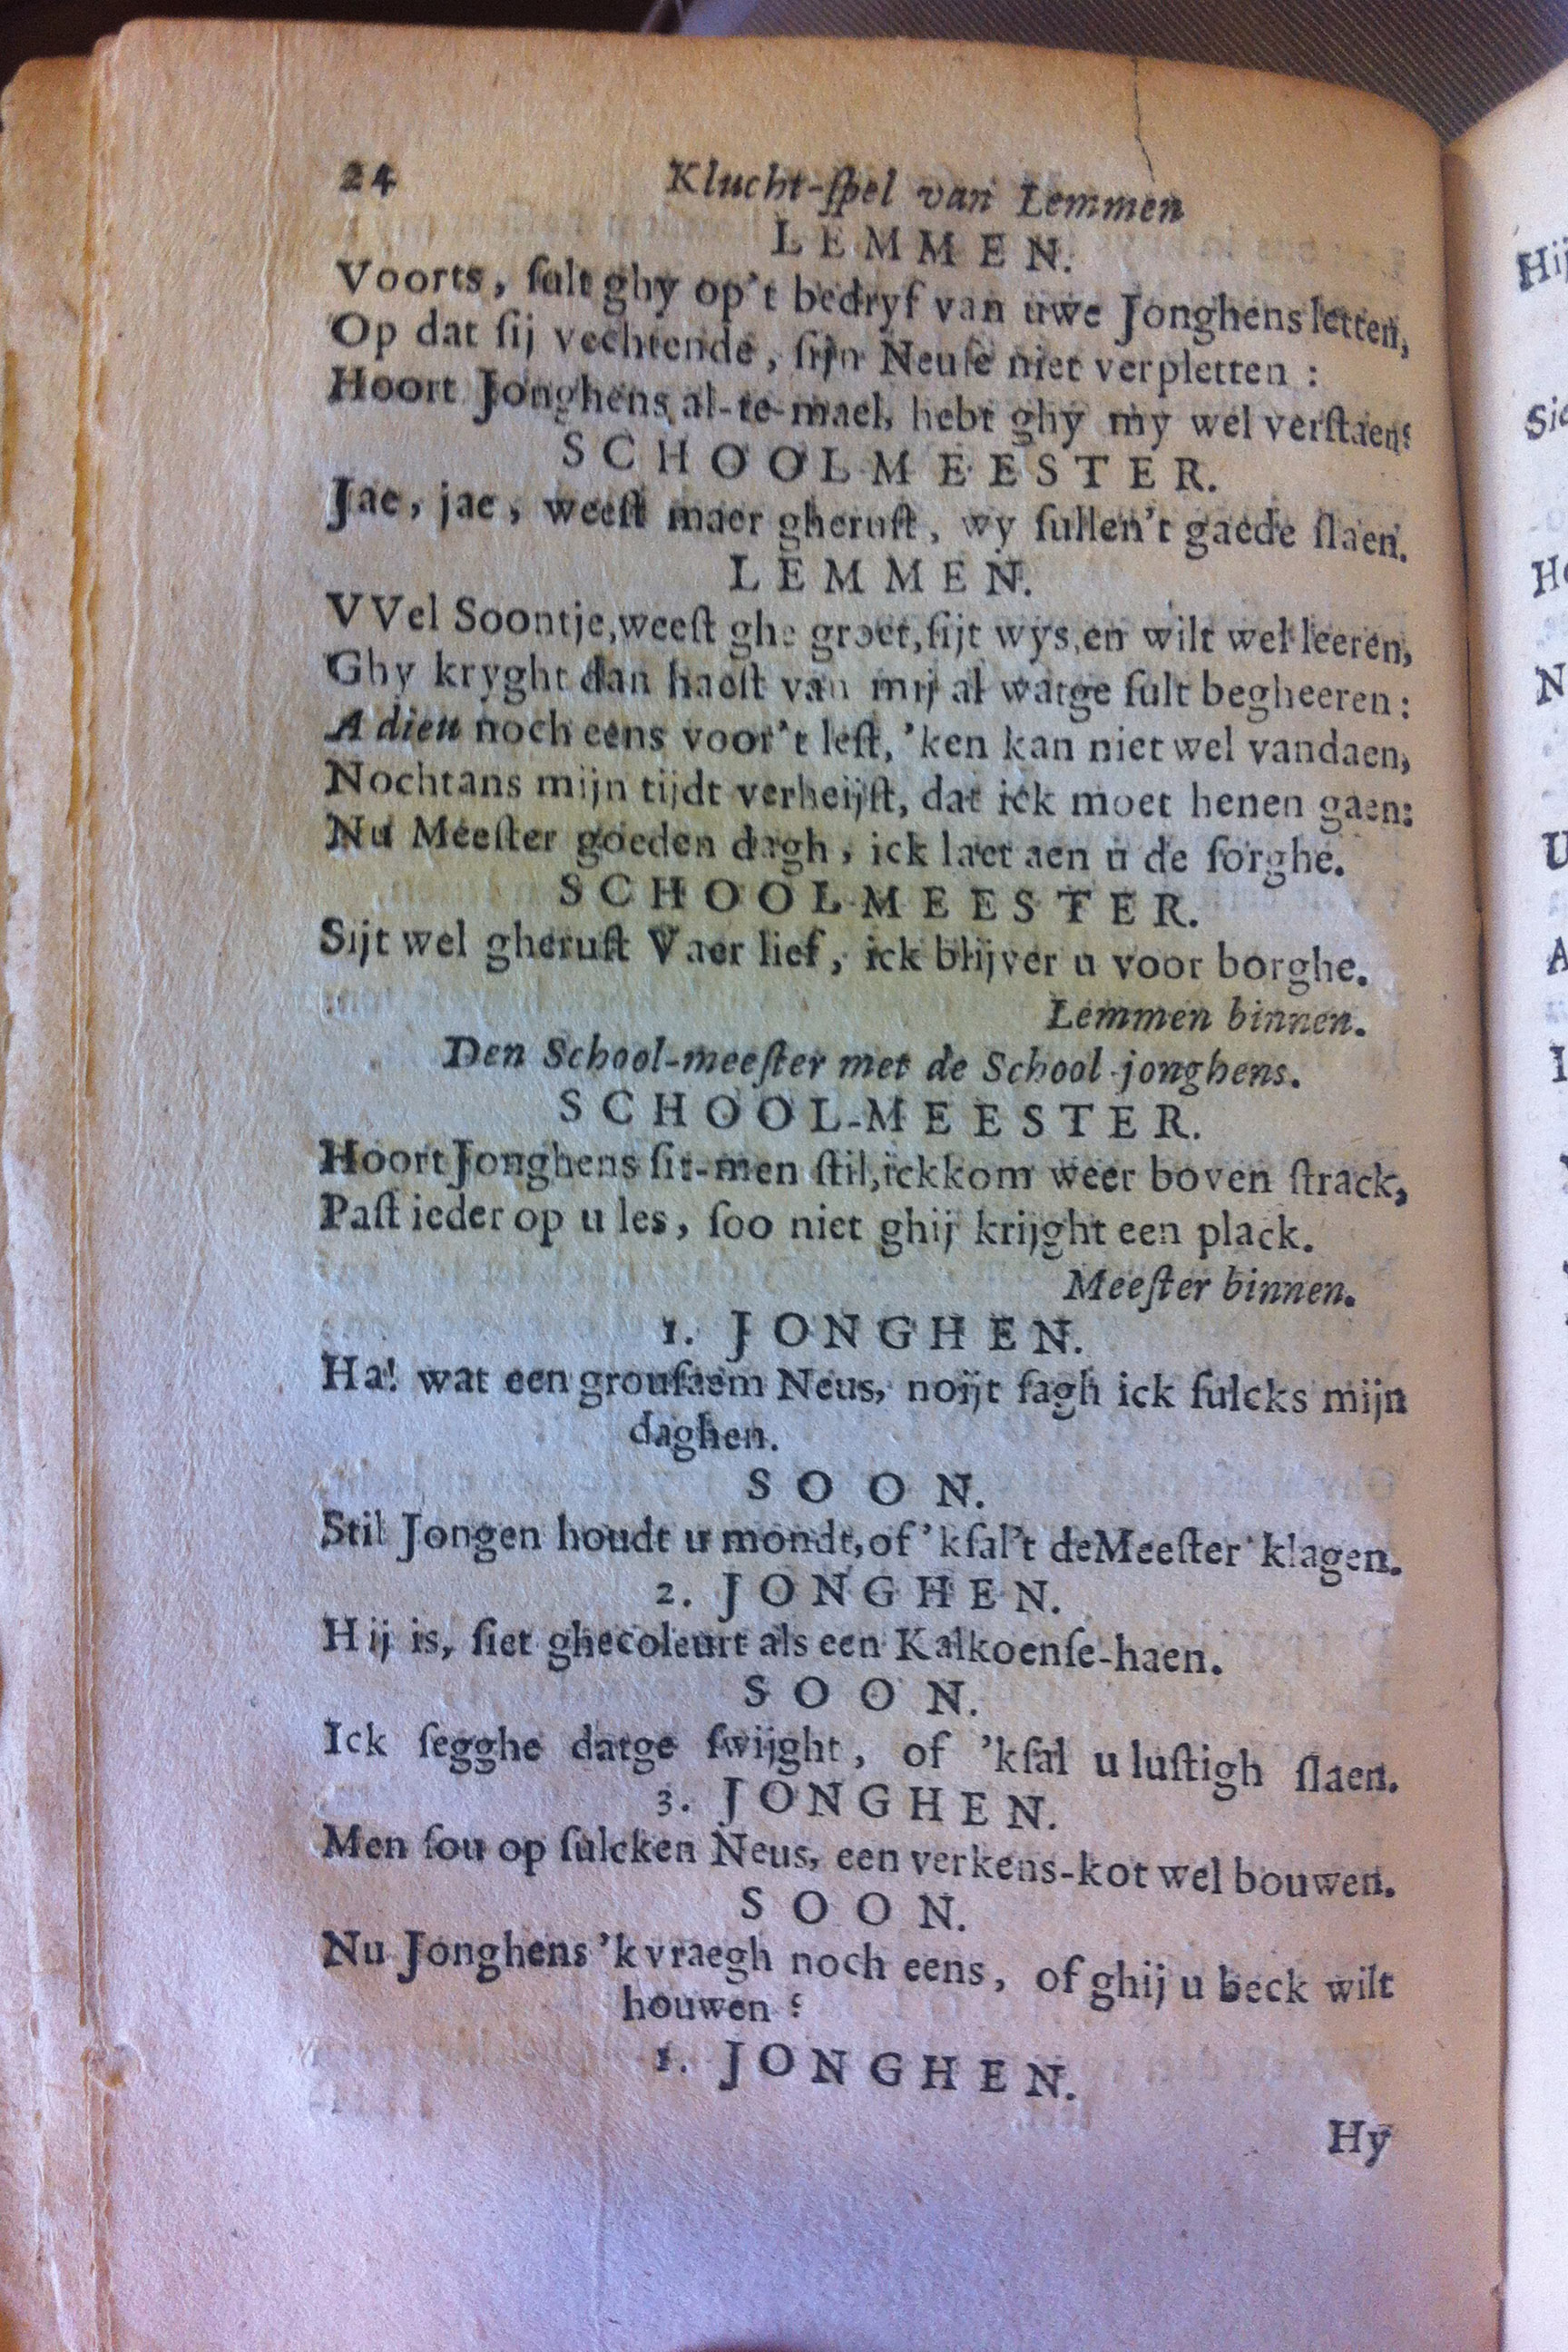 24 Klucht-ſpel van Lemmen
LEMMEN.
Voorts, ſult ghy op't bedryf van uwe Jonghens letten,
Op dat ſij vechtende, ſijn Neuſe niet verpletten :
Hoort Jonghens al-te-mael, hebt ghy my wel verſtaen?
SCHOOL-MEESTER.
Jae, jae, weeſt maer gheruſt, wy ſullen't gaede ſlaen.
LEMMEN.
VVel Soontje,weeſt ghe groet,ſijt wys,en wilt wel leeren,
Ghy kryght dan haeſt van mij al watge ſult begheeren :
A dieu noch eens voor't leſt, 'ken kan niet wel vandaen,
Nochtans mijn tijdt verheijſt, dat ick moet henen gaen:
Nu Meeſter goeden dagh, ick laet aen u de ſorghe.
SCHOOL-MEESTER.
Sijt wel gheruſt Vaer lief, ick blijver u voor borghe.
Lemmen binnen.
Den School-meeſter met de School-jonghens.
SCHOOL-MEESTER.
Hoort Jonghens ſit-men ſtil,ick kom weer boven ſtrack,
Paſt ieder op u les, ſoo niet ghij krijght een plack.
Meeſter binnen.
1. JONGHEN.
Ha! wat een grouſaem Neus, noijt ſagh ick ſulcks mijn
daghen.
SOON.
Stil Jongen houdt u mondt,of 'kſal't deMeeſter klagen.
2. JONGHEN.
Hij is, ſiet ghecoleurt als een Kalkoenſe-haen.
SOON.
Ick ſegghe datge ſwijght, of 'kſal u luſtigh ſlaen.
3. JONGHEN.
Men ſou op ſulcken Neus, een verkens-kot wel bouwen.
SOON.
Nu Jonghens 'k vraegh noch eens, of ghij u beck wilt
houwen ?
1. JONGHEN.
Hy